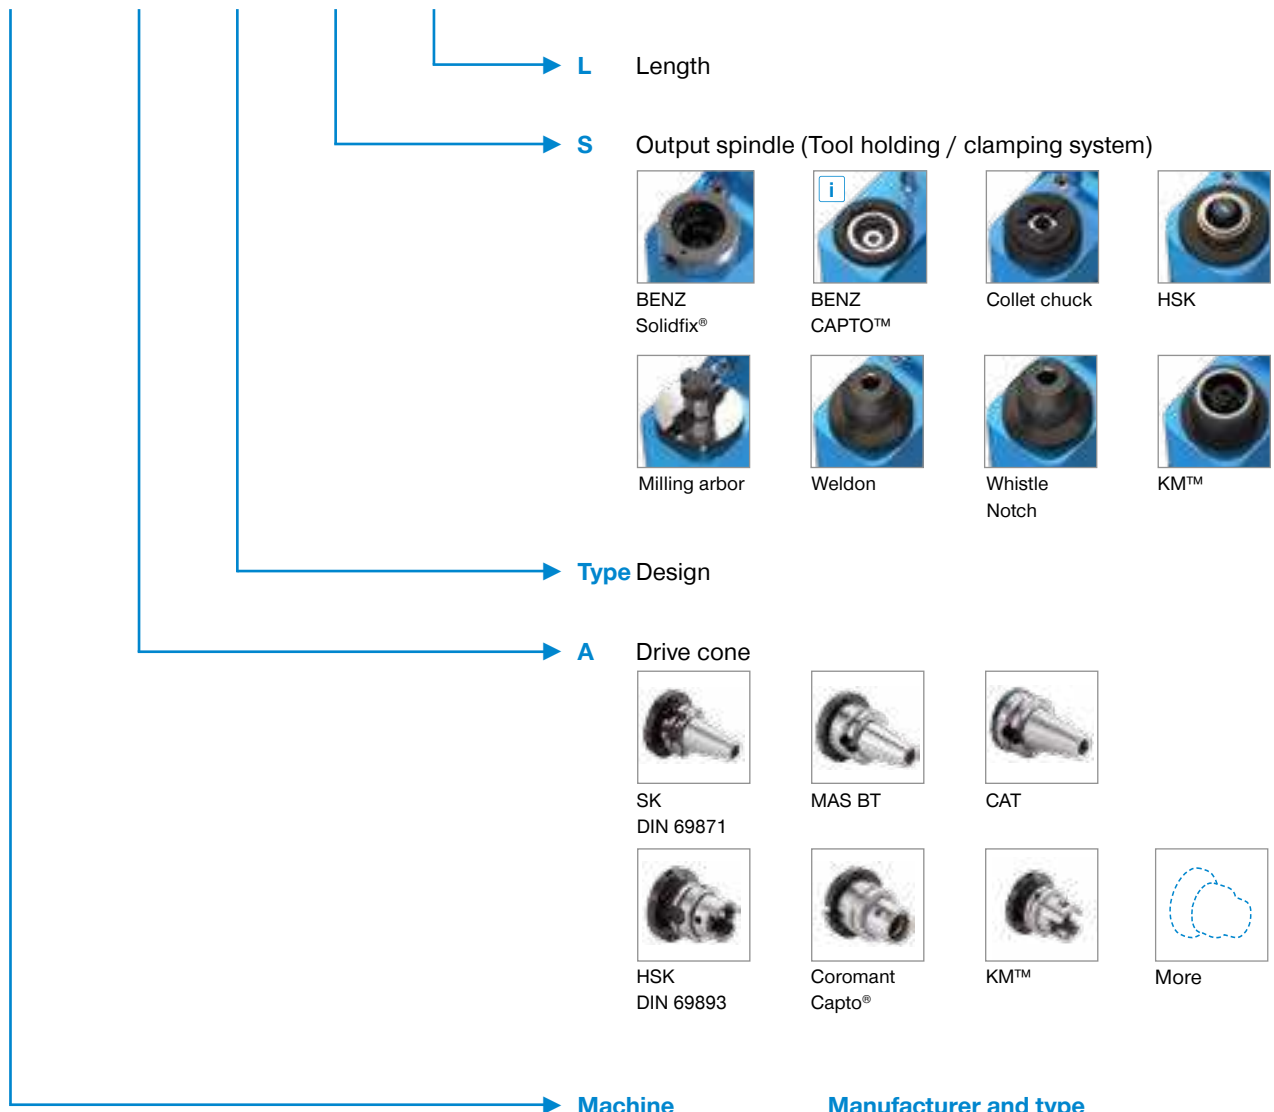 L Length
S Output spindle (Tool holding / clamping system)
i
BENZ Solidfix®
BENZ CAPTO™
Collet chuck
HSK
Milling arbor
Weldon
Whistle Notch
KM™
Type Design
A Drive cone
SK DIN 69871
MAS BT
CAT
HSK DIN 69893
Coromant Capto®
KM™
More
Machine Manufacturer and type